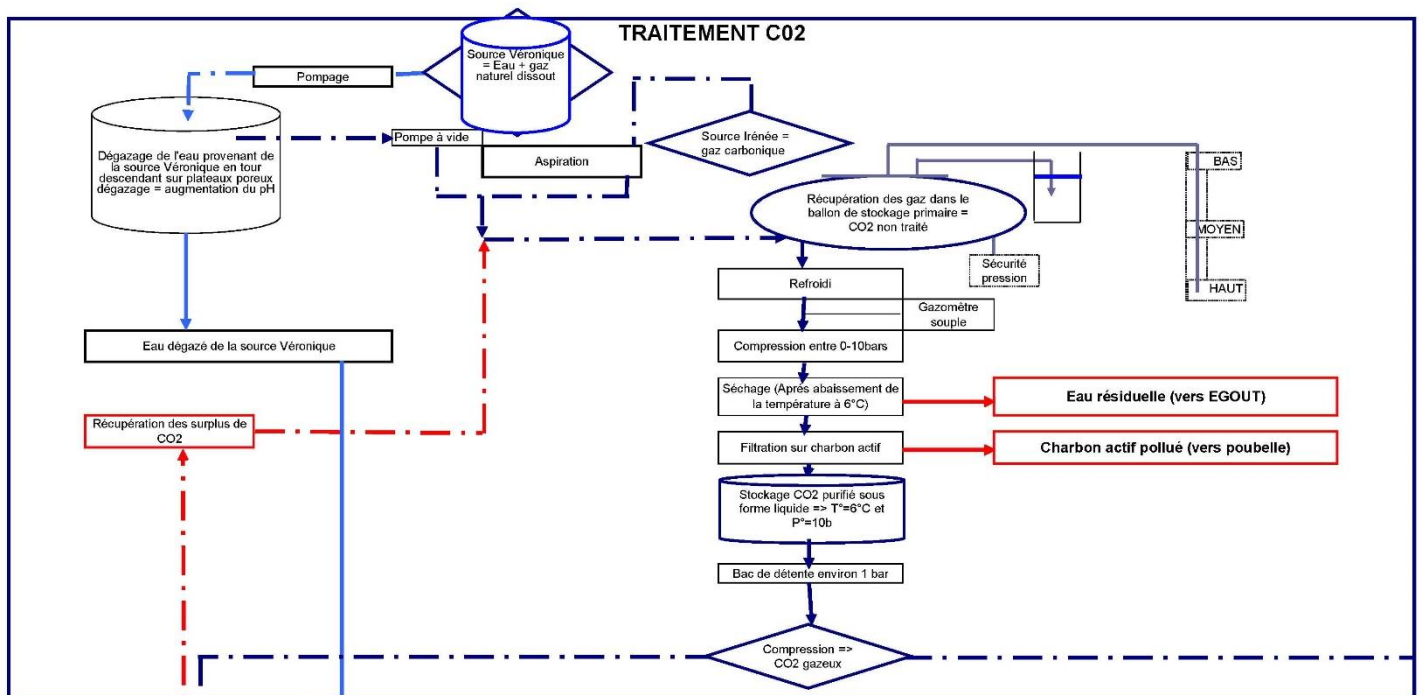 TRAITEMENT C02
Source Véronique
= Eau + gaz
naturel dissout
Pompage
Pompe à vide
Aspiration
Source Irénée =
gaz carbonique
Dégazage de l'eau provenant de
la source Véronique en tour
descendant sur plateaux poreux
dégazage = augmentation du pH
BAS
MOYEN
HAUT
Récupération des gaz dans le
ballon de stockage primaire =
CO2 non traité
Sécurité
pression
Refroidi
Gazomètre
souple
Eau dégazé de la source Véronique
Compression entre 0-10bars
Séchage (Aprés abaissement de
la température à 6°C)
Eau résiduelle (vers EGOUT)
Récupération des surplus de
CO2
Filtration sur charbon actif
Charbon actif pollué (vers poubelle)
Stockage CO2 purifié sous
forme liquide => T°=6°C et
P°=10b
Bac de détente environ 1 bar
Compression =>
CO2 gazeux